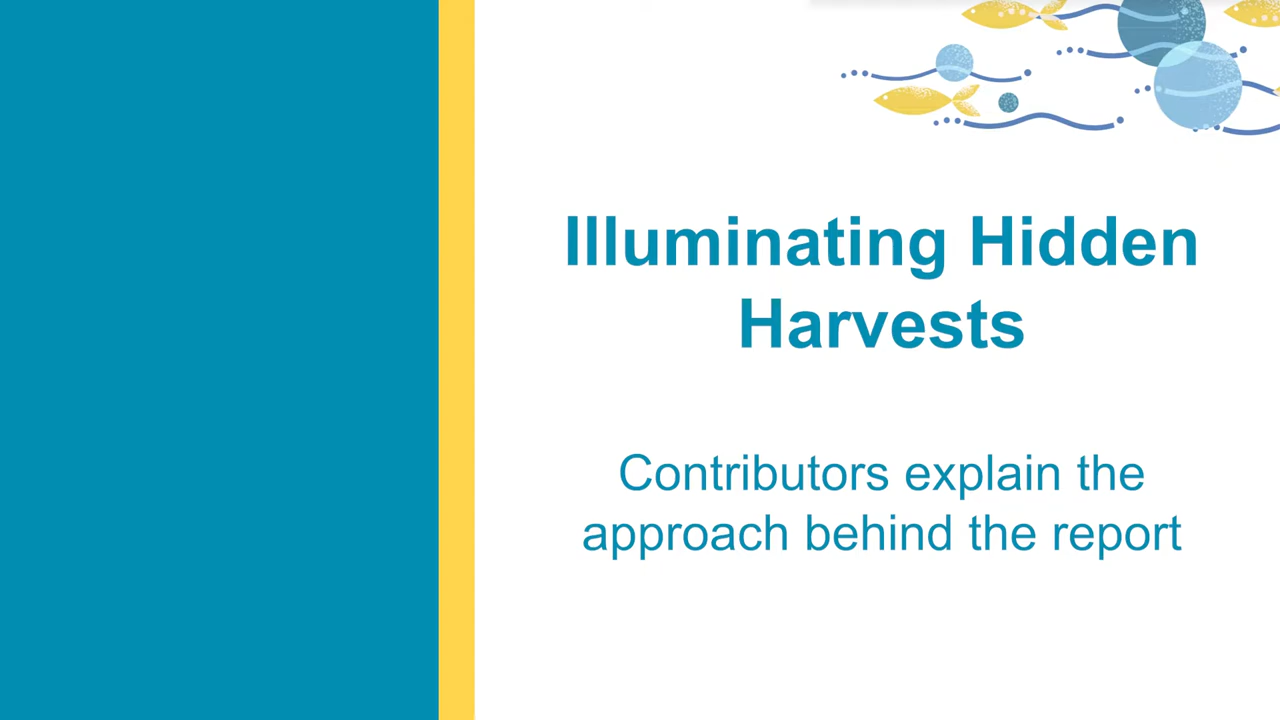 Illuminating Hidden
Harvests
Contributors explain the
approach behind the report